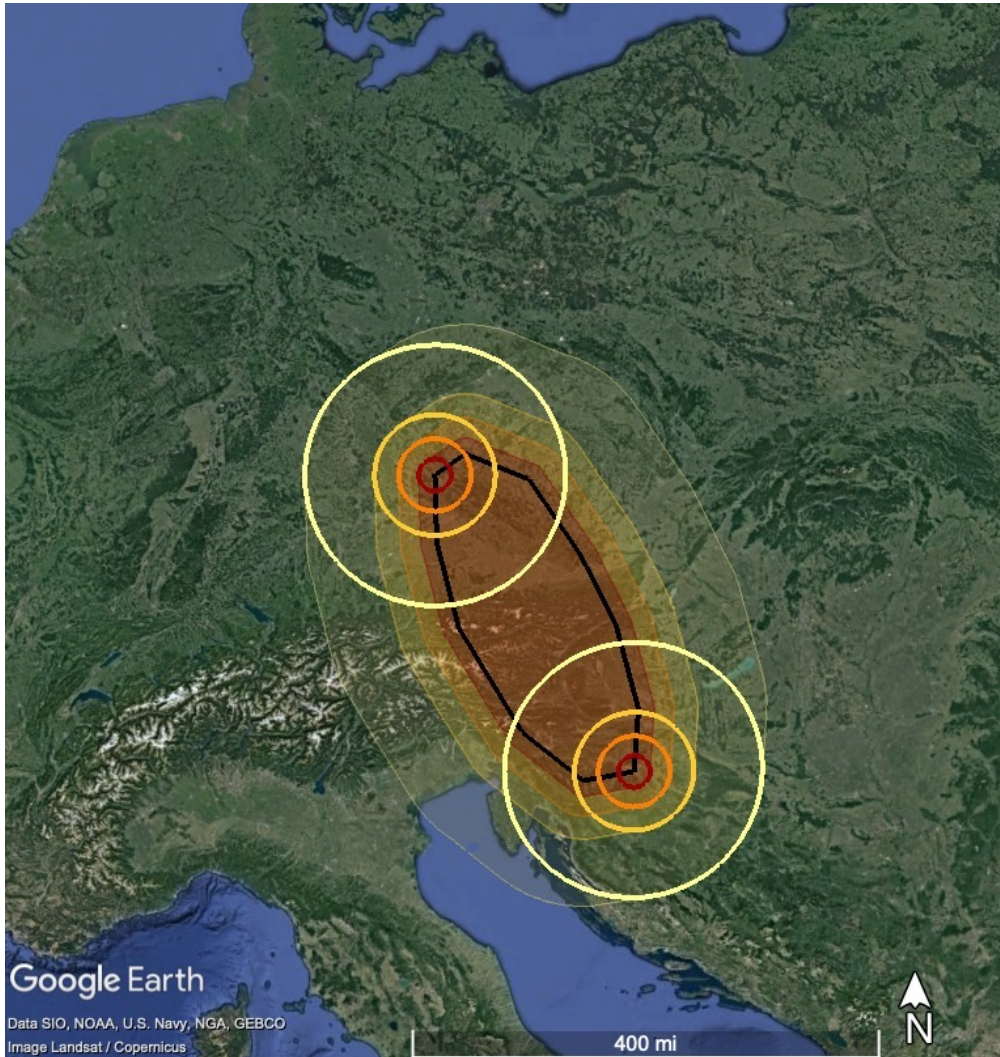 Google Earth
Data SIO, NOAA, U.S. Navy, NGA, GEBCO
Image Landsat / Copernicus
400 mi
N